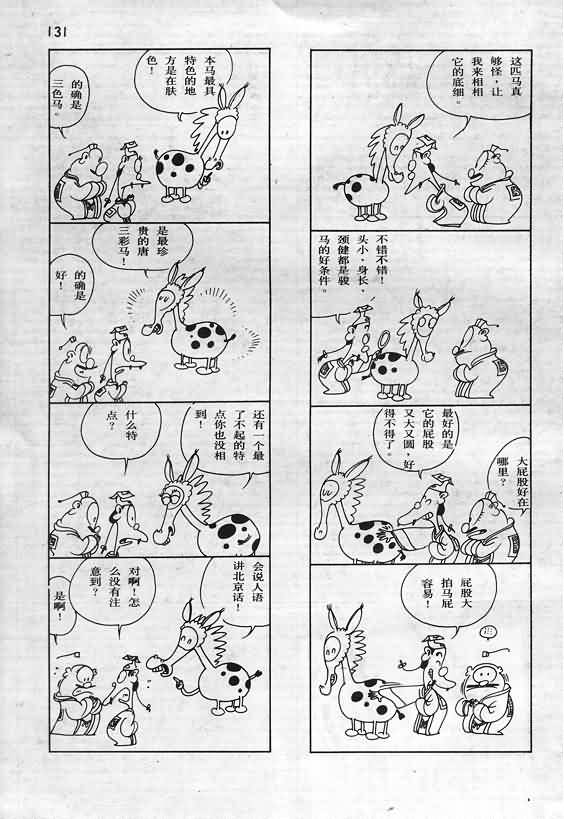 131
这匹马真
够怪，让
我来相相
它的底细。
不错不错！
头小，身长，
颈健都是骏
马的好条件。
最好的是
它的屁股
又大又圆，好
得不得了。
大屁股好在
哪里？
屁股大
拍马屁
容易！
本马最具
特色的地
方是在肤
色！
的确是
三色马。
是最珍
贵的唐
三彩马！
的确是
好！
还有一个最
了不起的特
点你也没相
到！
什么特
点？
会说人语
讲北京话！
对啊！怎
么没有注
意到？
是啊！